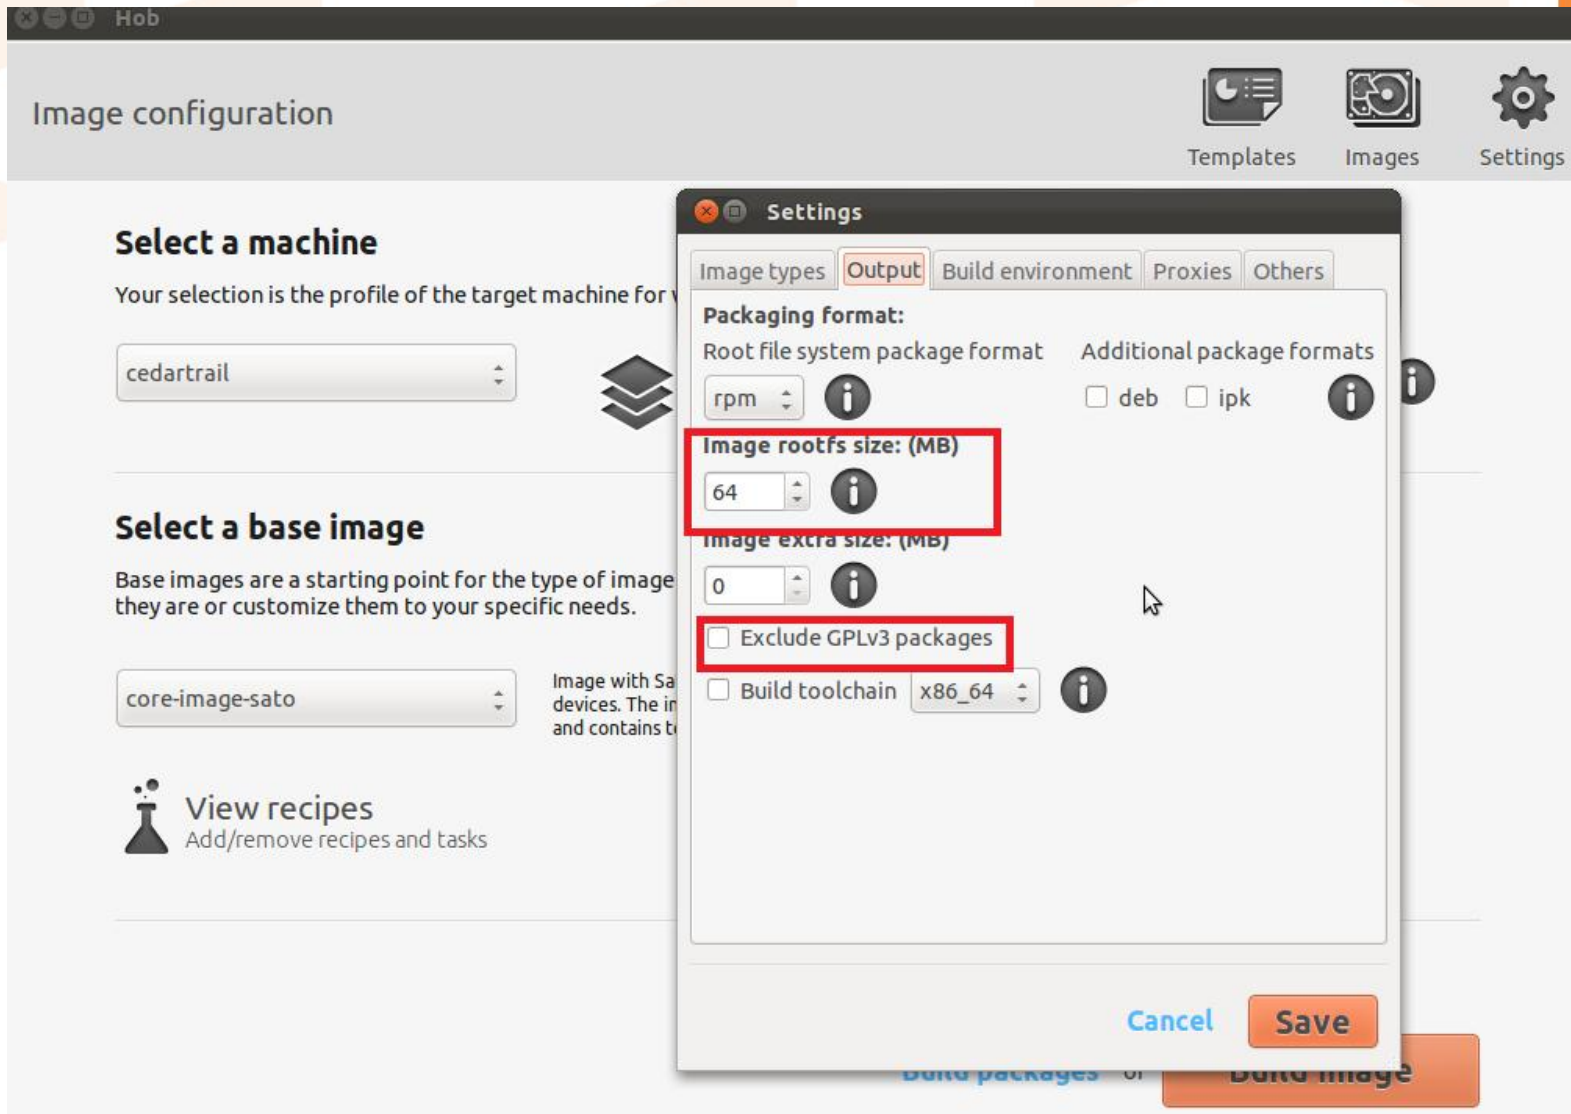 Hob
Image configuration
Templates
Images
Settings
Select a machine
Your selection is the profile of the target machine for
cedartrail
Select a base image
Base images are a starting point for the type of image
they are or customize them to your specific needs.
core-image-sato
Image with Sa
devices. The
and contains
View recipes
Add/remove recipes and tasks
Settings
Image types
Output
Build environment
Proxies
Others
Packaging format:
Root file system package format
Additional package formats
rpm
deb
ipk
Image rootfs size: (MB)
64
Image extra size: (MB)
0
Exclude GPLv3 packages
Build toolchain
x86_64
Cancel
Save
Build packages or Build image